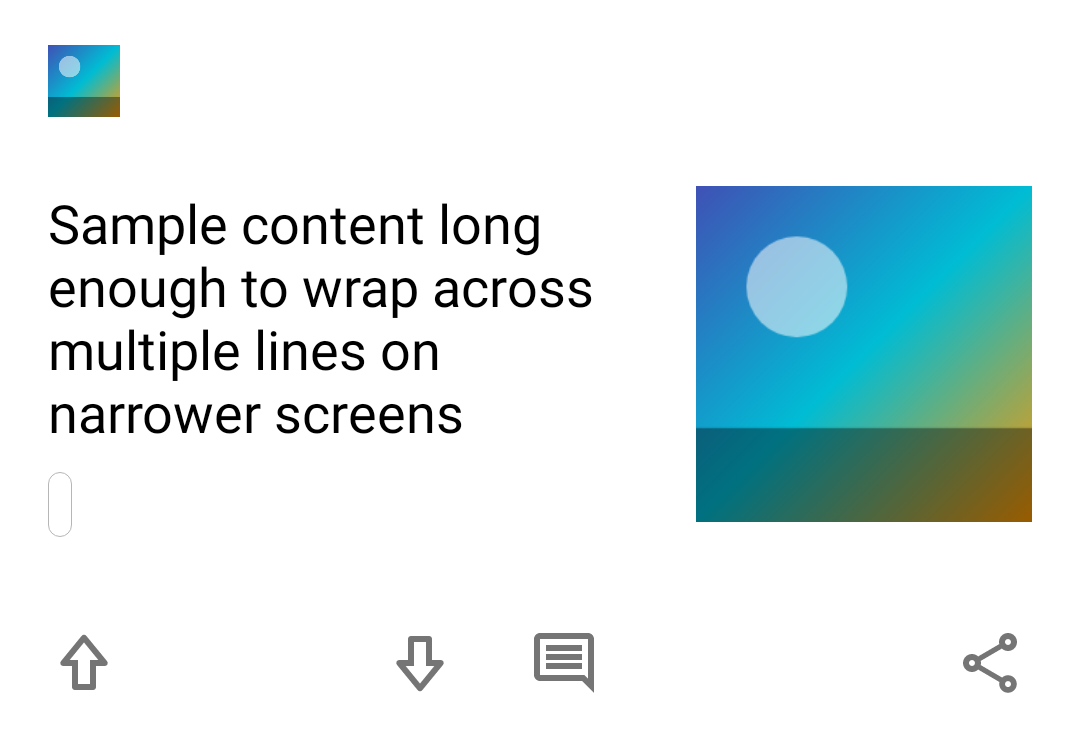 Sample content long
enough to wrap across
multiple lines on
narrower screens